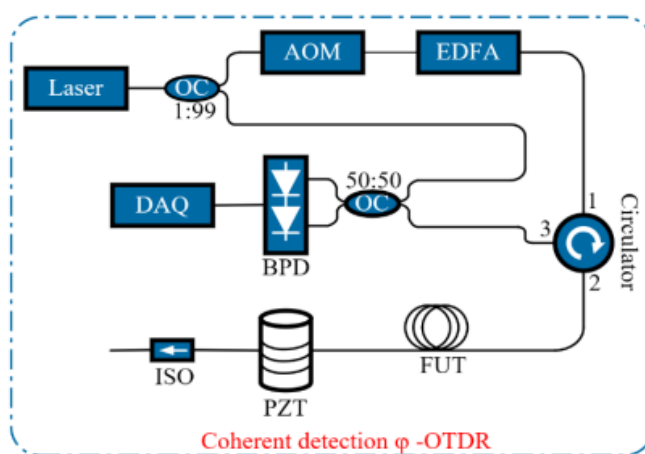 AOM
EDFA
Laser
OC
1:99
50:50
OC
DAQ
BPD
1
3
2
Circulator
ISO
PZT
FUT
Coherent detection φ -OTDR